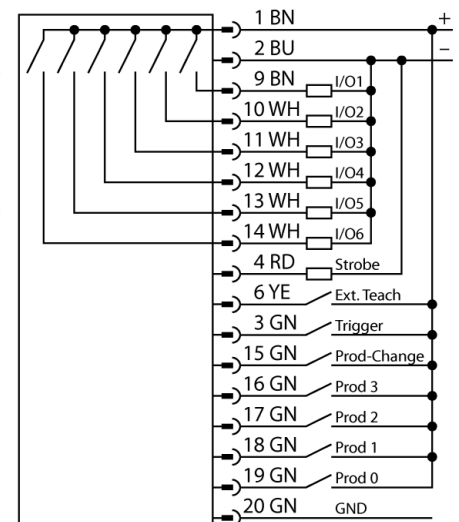 1 BN +
2 BU −
9 BN I/O1
10 WH I/O2
11 WH I/O3
12 WH I/O4
13 WH I/O5
14 WH I/O6
4 RD Strobe
6 YE Ext. Teach
3 GN Trigger
15 GN Prod-Change
16 GN Prod 3
17 GN Prod 2
18 GN Prod 1
19 GN Prod 0
20 GN GND